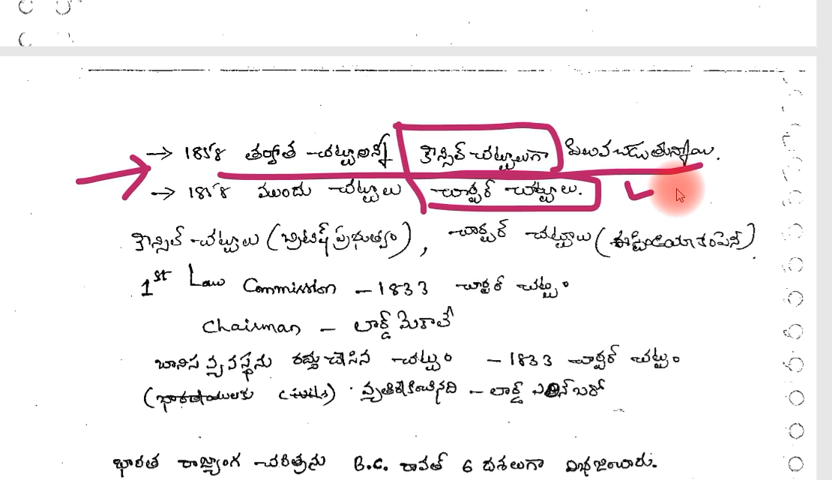 → 1858 తర్వాత చట్టాలన్నీ కౌన్సిల్ చట్టులుగా పిలువబడుతున్నాయి.
→ 1858 ముందు చట్టులు చార్టర్ చట్టాలు.
కౌన్సిల్ చట్టులు (బ్రిటీష్ ప్రభుత్వం), చార్టర్ చట్టాలు (ఈస్టిండియా కంపెనీ)
1st Law Commission - 1833 చార్టర్ చట్టం
Chairman - లార్డ్ మెకాలే
బానిస వ్యవస్థను రద్దు చేసిన చట్టం - 1833 చార్టర్ చట్టం
(భారతీయులకు వ్యతిరేకించినది - లార్డ్
భారత రాజ్యాంగ చరిత్రను B.C. రావత్ 6 దశలుగా విభజించారు.